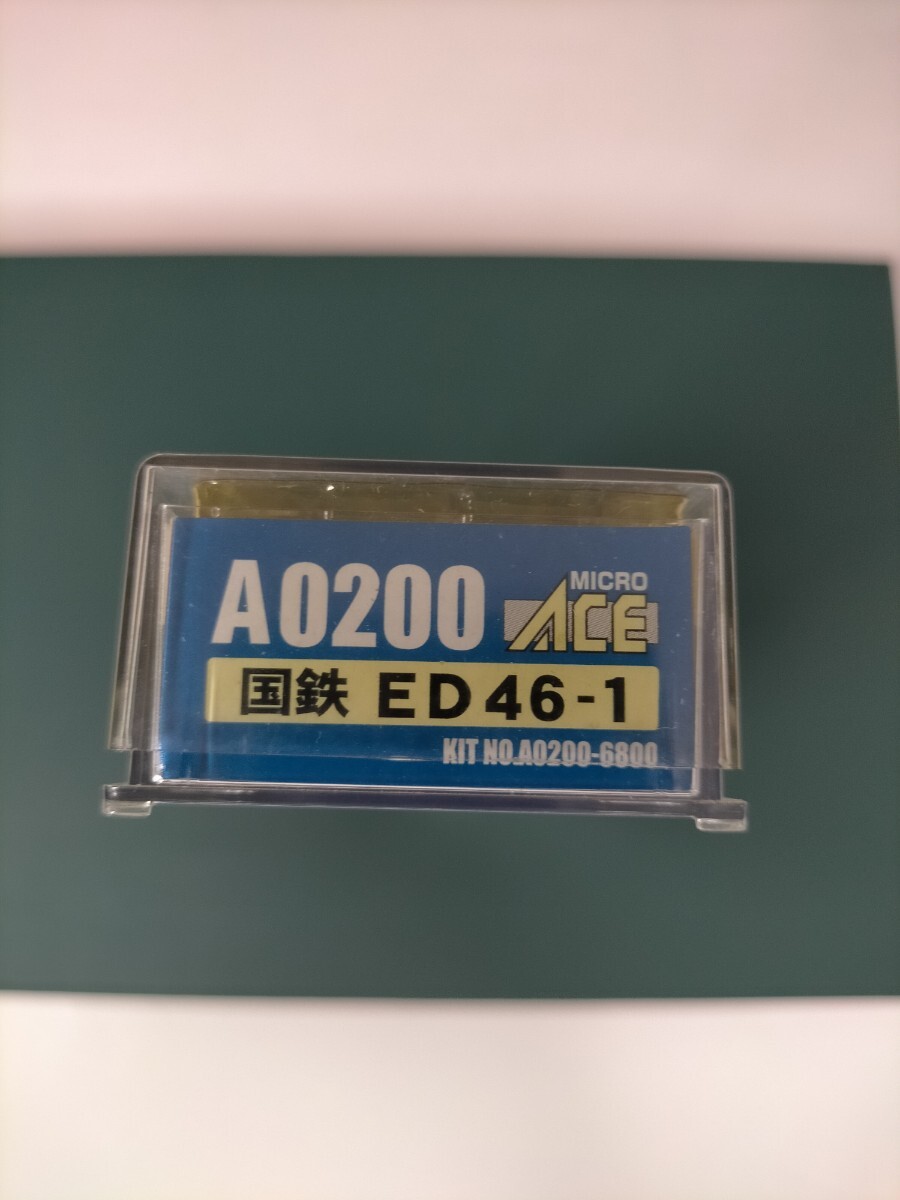 A0200
MICRO
ACE
国鉄 ED46-1
KIT NO.A0200-6800